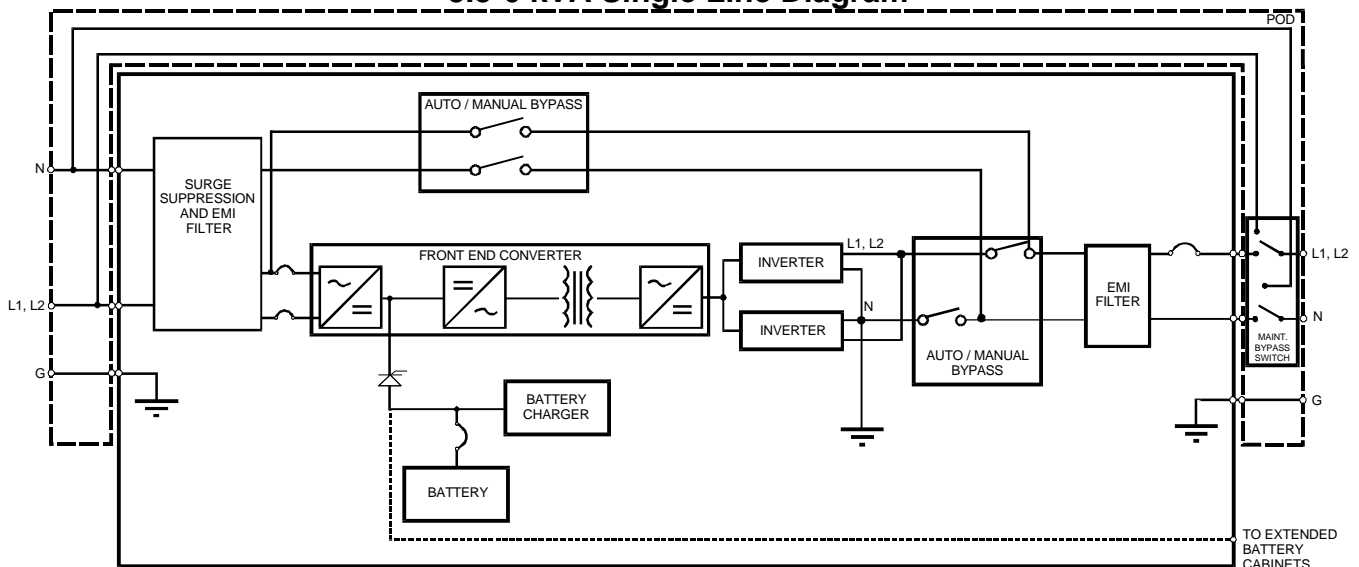 POD
AUTO / MANUAL BYPASS
N
SURGE
SUPPRESSION
AND EMI
FILTER
L1, L2
G
FRONT END CONVERTER
INVERTER
INVERTER
L1, L2
N
AUTO / MANUAL
BYPASS
EMI
FILTER
L1, L2
N
MAINT.
BYPASS
SWITCH
G
BATTERY
CHARGER
BATTERY
TO EXTENDED
BATTERY
CABINETS